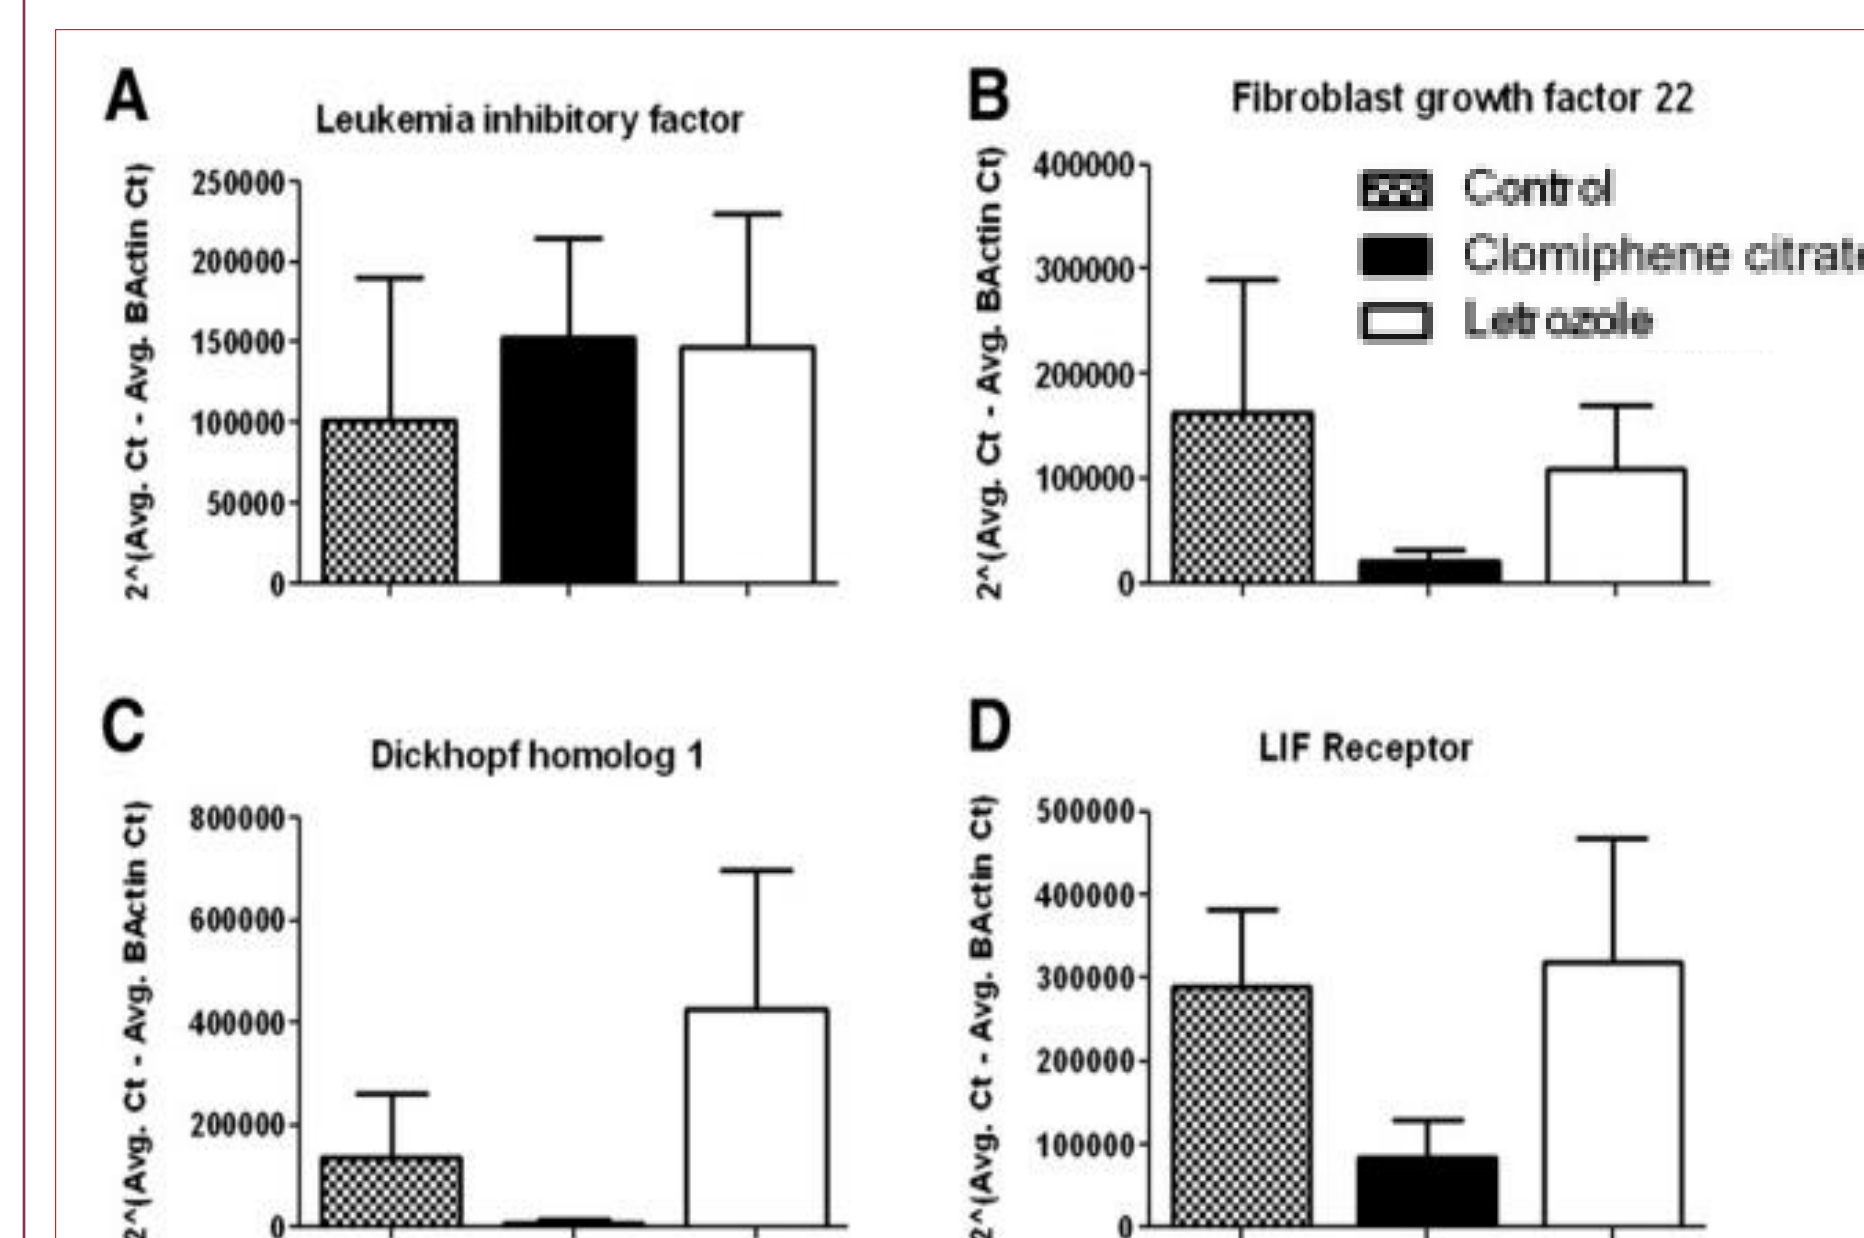 A
Leukemia inhibitory factor
2^(Avg. Ct - Avg. BActin Ct)
250000
200000
150000
100000
50000
0
B
Fibroblast growth factor 22
2^(Avg. Ct - Avg. BActin Ct)
400000
300000
200000
100000
0
Control
Clomiphene citrate
Letrozole
C
Dickhopf homolog 1
2^(Avg. Ct - Avg. BActin Ct)
800000
600000
400000
200000
0
D
LIF Receptor
2^(Avg. Ct - Avg. BActin Ct)
500000
400000
300000
200000
100000
0